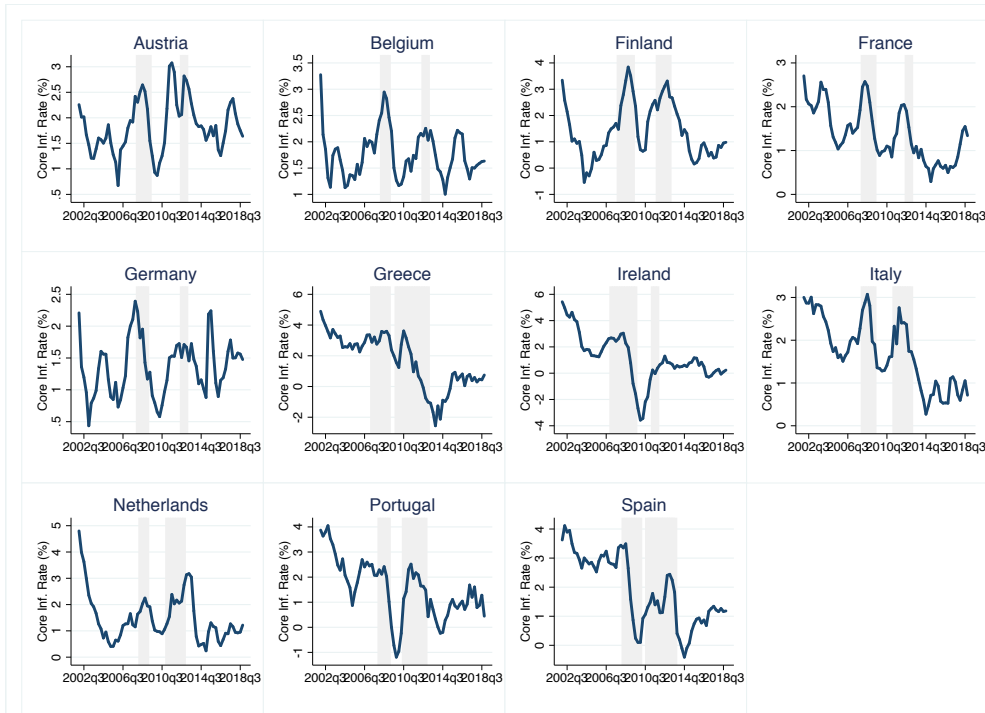 Austria
Core Inf. Rate (%)
.5 1 1.5 2 2.5 3
2002q3 2006q3 2010q3 2014q3 2018q3
Belgium
Core Inf. Rate (%)
1 1.5 2 2.5 3 3.5
2002q3 2006q3 2010q3 2014q3 2018q3
Finland
Core Inf. Rate (%)
-1 0 1 2 3 4
2002q3 2006q3 2010q3 2014q3 2018q3
France
Core Inf. Rate (%)
0 1 2 3
2002q3 2006q3 2010q3 2014q3 2018q3
Germany
Core Inf. Rate (%)
.5 1 1.5 2 2.5
2002q3 2006q3 2010q3 2014q3 2018q3
Greece
Core Inf. Rate (%)
-2 0 2 4 6
2002q3 2006q3 2010q3 2014q3 2018q3
Ireland
Core Inf. Rate (%)
-4 -2 0 2 4 6
2002q3 2006q3 2010q3 2014q3 2018q3
Italy
Core Inf. Rate (%)
0 1 2 3
2002q3 2006q3 2010q3 2014q3 2018q3
Netherlands
Core Inf. Rate (%)
0 1 2 3 4 5
2002q3 2006q3 2010q3 2014q3 2018q3
Portugal
Core Inf. Rate (%)
-1 0 1 2 3 4
2002q3 2006q3 2010q3 2014q3 2018q3
Spain
Core Inf. Rate (%)
0 1 2 3 4
2002q3 2006q3 2010q3 2014q3 2018q3